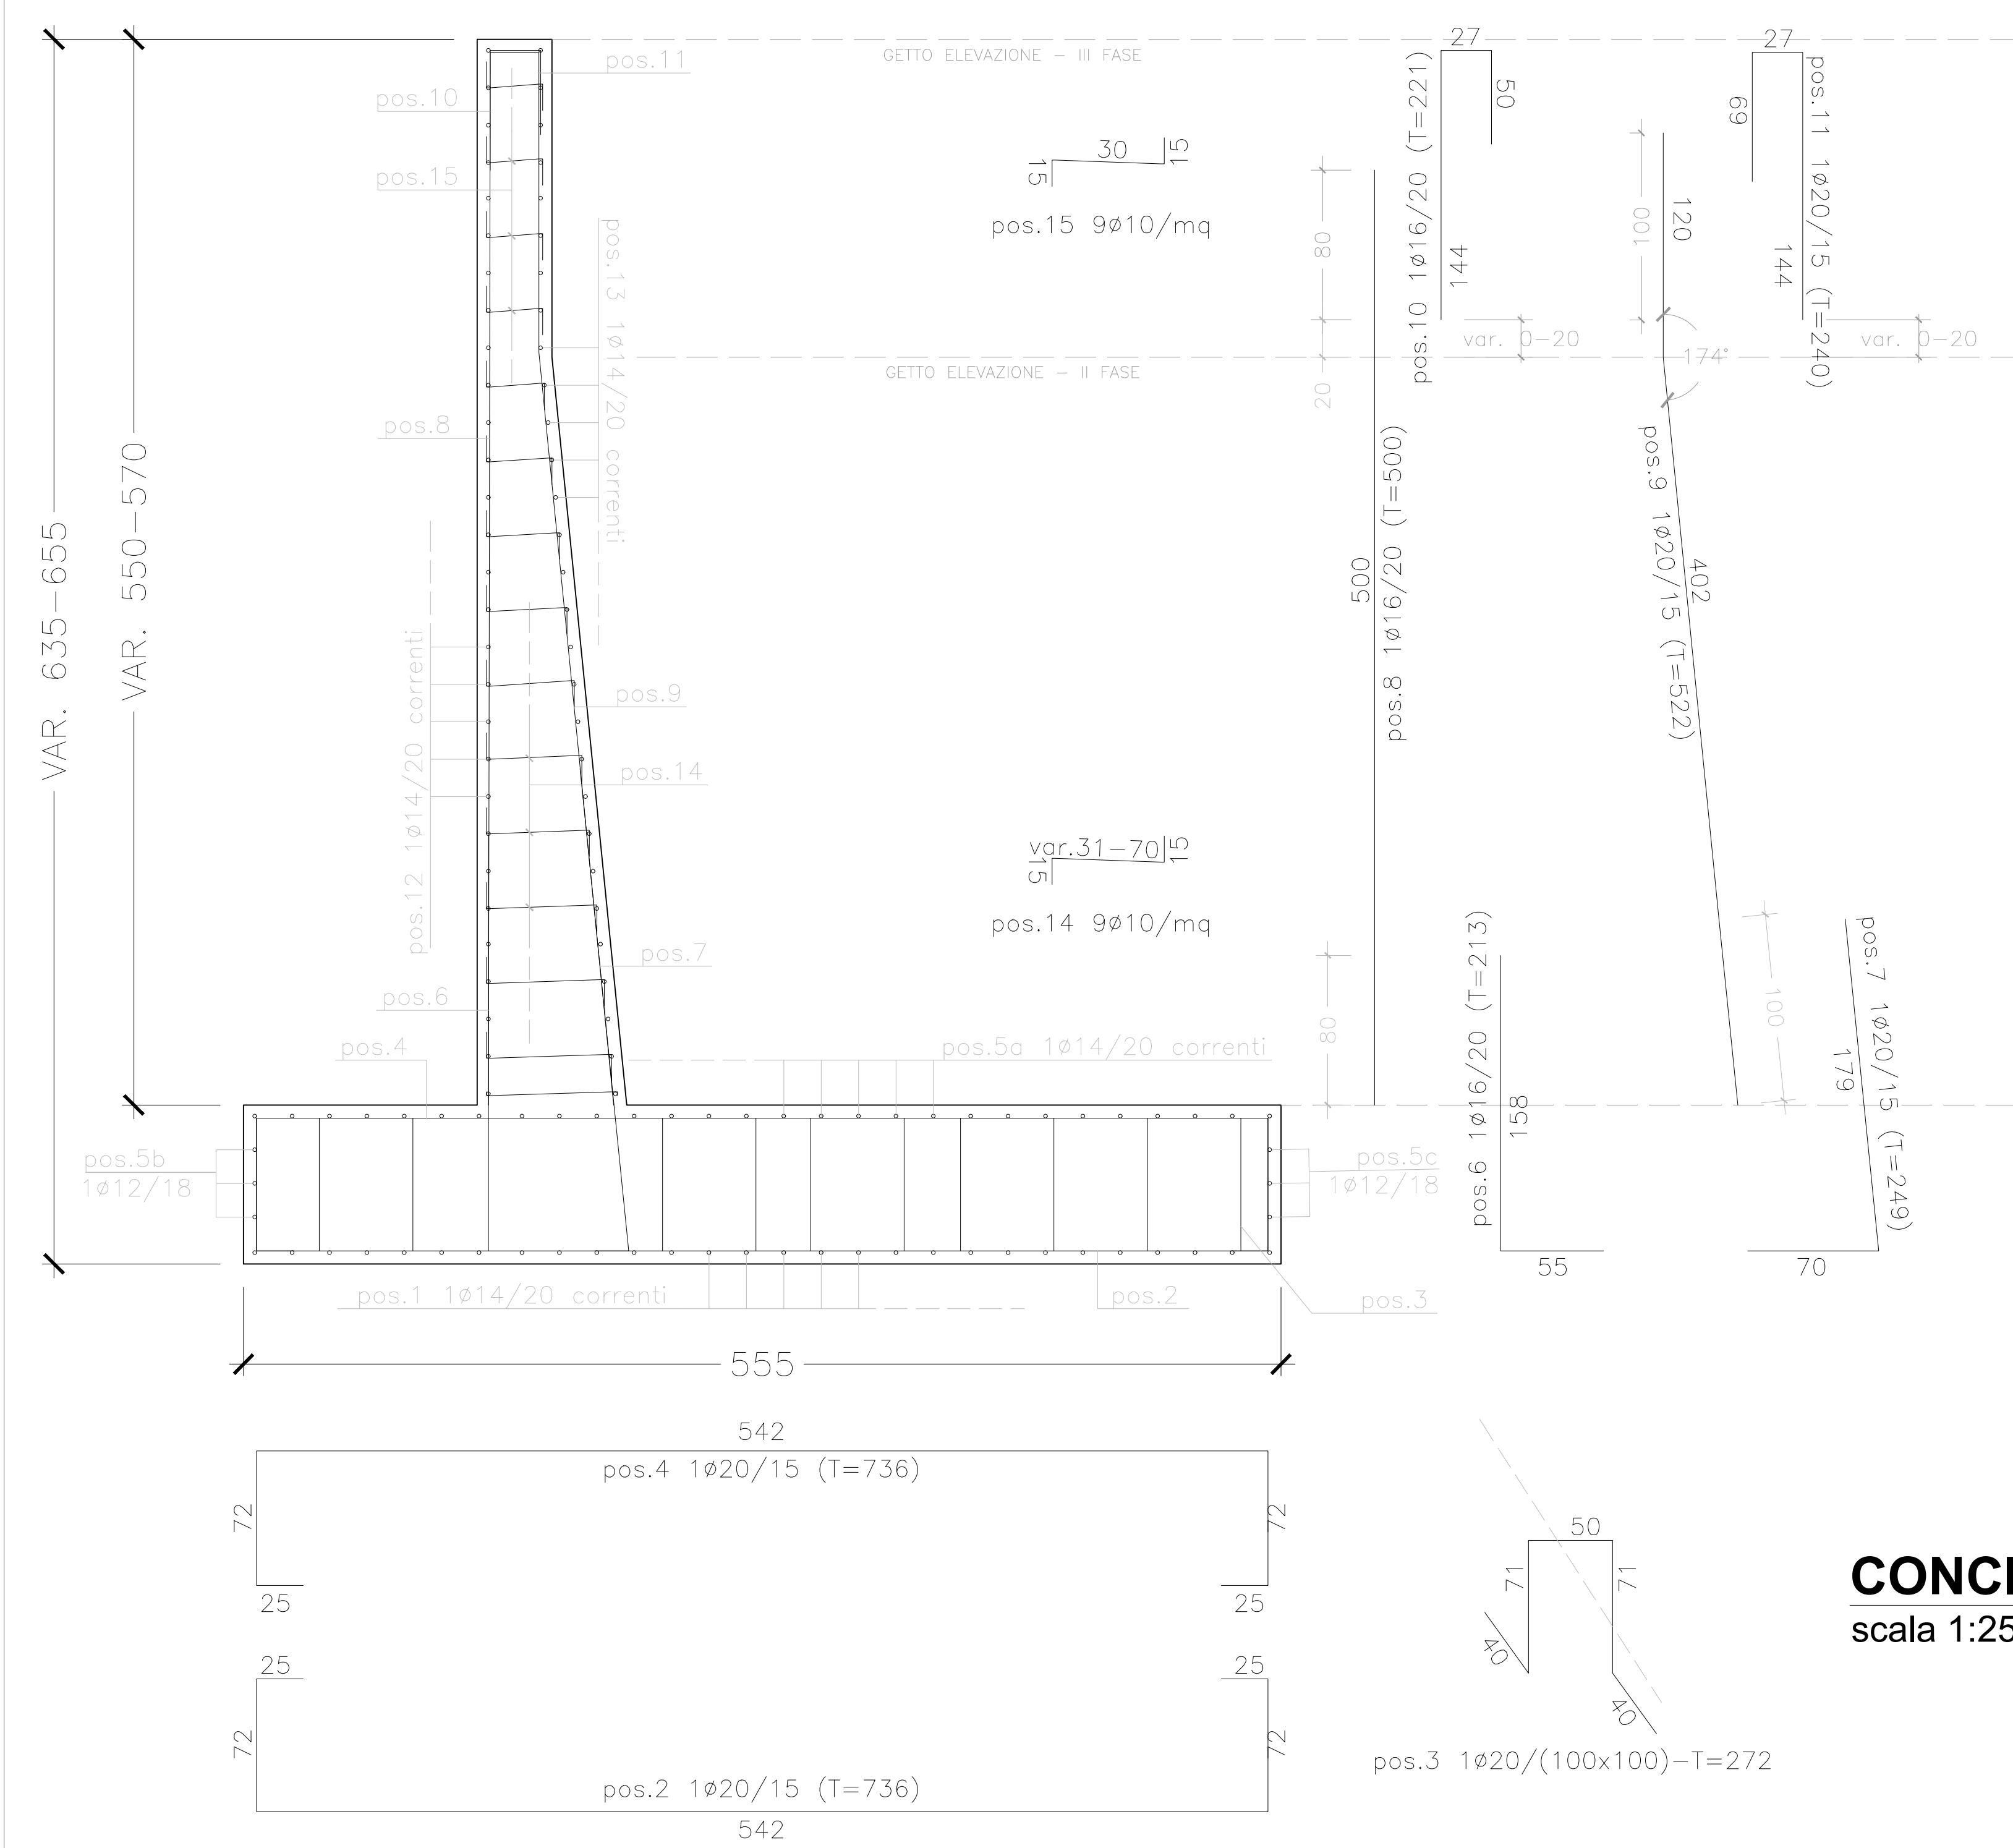 VAR. 635-655
VAR. 550-570
pos.11
pos.10
pos.15
pos.13 1ø14/20 correnti
pos.8
pos.12 1ø14/20 correnti
pos.9
pos.14
pos.7
pos.6
pos.4
pos.5a 1ø14/20 correnti
pos.5b
1ø12/18
pos.5c
1ø12/18
pos.1 1ø14/20 correnti
pos.2
pos.3
555
GETTO ELEVAZIONE - III FASE
GETTO ELEVAZIONE - II FASE
15
30
15
pos.15 9ø10/mq
15
var.31-70
15
pos.14 9ø10/mq
80
20
80
500
pos.8 1ø16/20 (T=500)
27
50
144
pos.10 1ø16/20 (T=221)
var. 0-20
27
69
144
pos.11 1ø20/15 (T=240)
var. 0-20
100
120
174°
402
pos.9 1ø20/15 (T=522)
pos.6 1ø16/20 (T=213)
158
55
100
pos.7 1ø20/15 (T=249)
179
70
542
pos.4 1ø20/15 (T=736)
72
72
25
25
25
25
72
72
pos.2 1ø20/15 (T=736)
542
50
71
71
40
40
pos.3 1ø20/(100x100)-T=272
scala 1:25